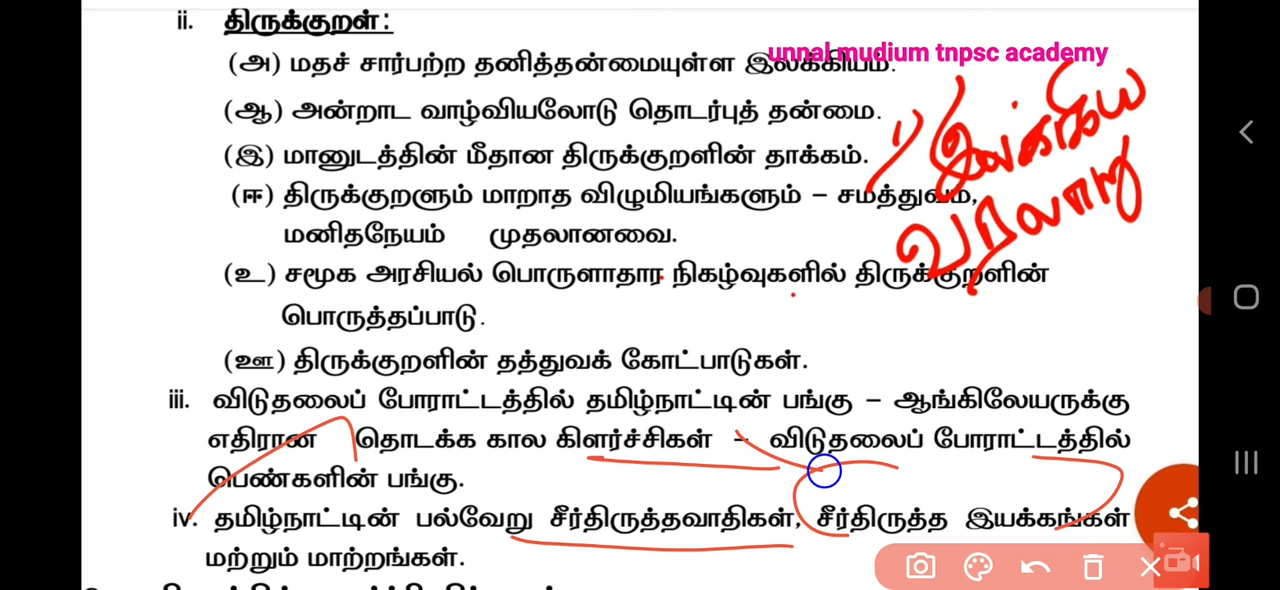 ii. திருக்குறள்:
unnal mudium tnpsc academy
(அ) மதச் சார்பற்ற தனித்தன்மையுள்ள இலக்கியம்.
(ஆ) அன்றாட வாழ்வியலோடு தொடர்புத் தன்மை.
1) இலக்கிய
(இ) மானுடத்தின் மீதான திருக்குறளின் தாக்கம்.
(ஈ) திருக்குறளும் மாறாத விழுமியங்களும் – சமத்துவம்,
வரலாறு
மனிதநேயம் முதலானவை.
(உ) சமூக அரசியல் பொருளாதார நிகழ்வுகளில் திருக்குறளின்
பொருத்தப்பாடு.
(ஊ) திருக்குறளின் தத்துவக் கோட்பாடுகள்.
iii. விடுதலைப் போராட்டத்தில் தமிழ்நாட்டின் பங்கு – ஆங்கிலேயருக்கு
எதிரான தொடக்க கால கிளர்ச்சிகள் – விடுதலைப் போராட்டத்தில்
பெண்களின் பங்கு.
iv. தமிழ்நாட்டின் பல்வேறு சீர்திருத்தவாதிகள், சீர்திருத்த இயக்கங்கள்
மற்றும் மாற்றங்கள்.